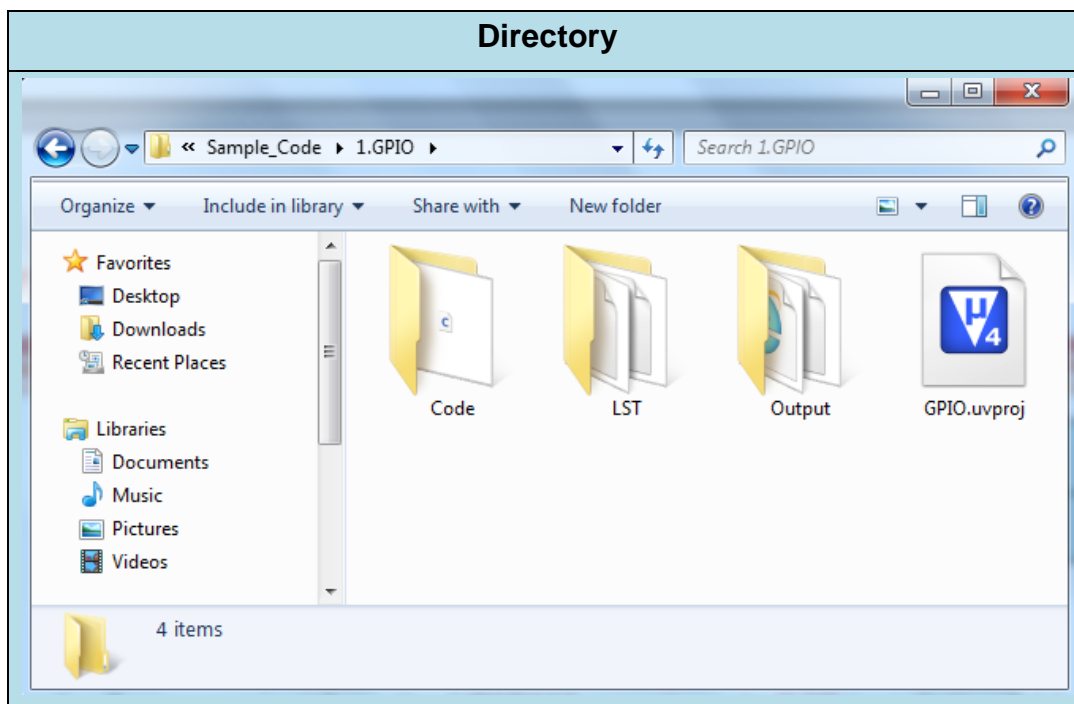 Directory
« Sample_Code ▸ 1.GPIO ▸ Search 1.GPIO
Organize Include in library Share with New folder
Favorites
Desktop
Downloads
Recent Places
Libraries
Documents
Music
Pictures
Videos
C
µ
V
4
Code LST Output GPIO.uvproj
4 items